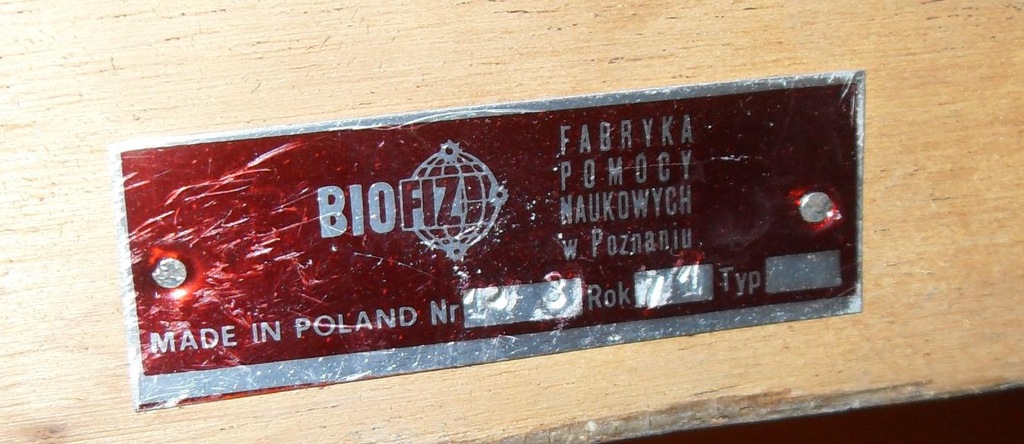 BIOFIZ
FABRYKA
POMOCY
NAUKOWYCH
w Poznaniu
MADE IN POLAND Nr Rok Typ